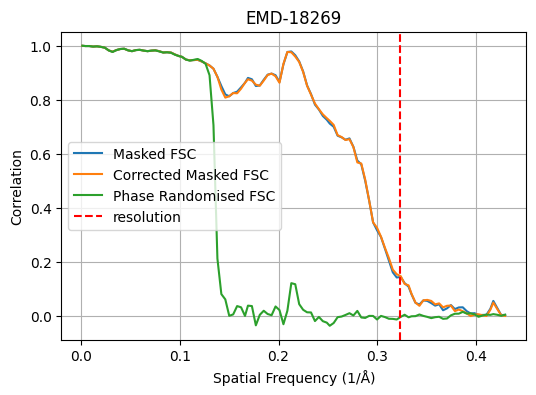 EMD-18269
Correlation
1.0
0.8
0.6
0.4
0.2
0.0
Masked FSC
Corrected Masked FSC
Phase Randomised FSC
resolution
0.0 0.1 0.2 0.3 0.4
Spatial Frequency (1/Å)